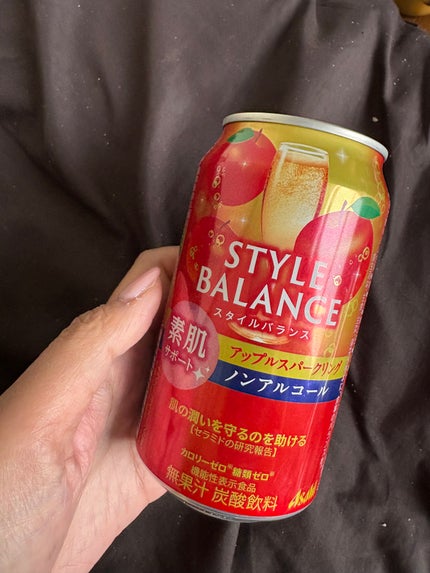 STYLE
BALANCE
スタイルバランス
素肌
サポート
アップルスパークリング
ノンアルコール
肌の潤いを守るのを助ける
【セラミドの研究報告】
カロリーゼロ※糖類ゼロ※
機能性表示食品
無果汁 炭酸飲料
Asahi